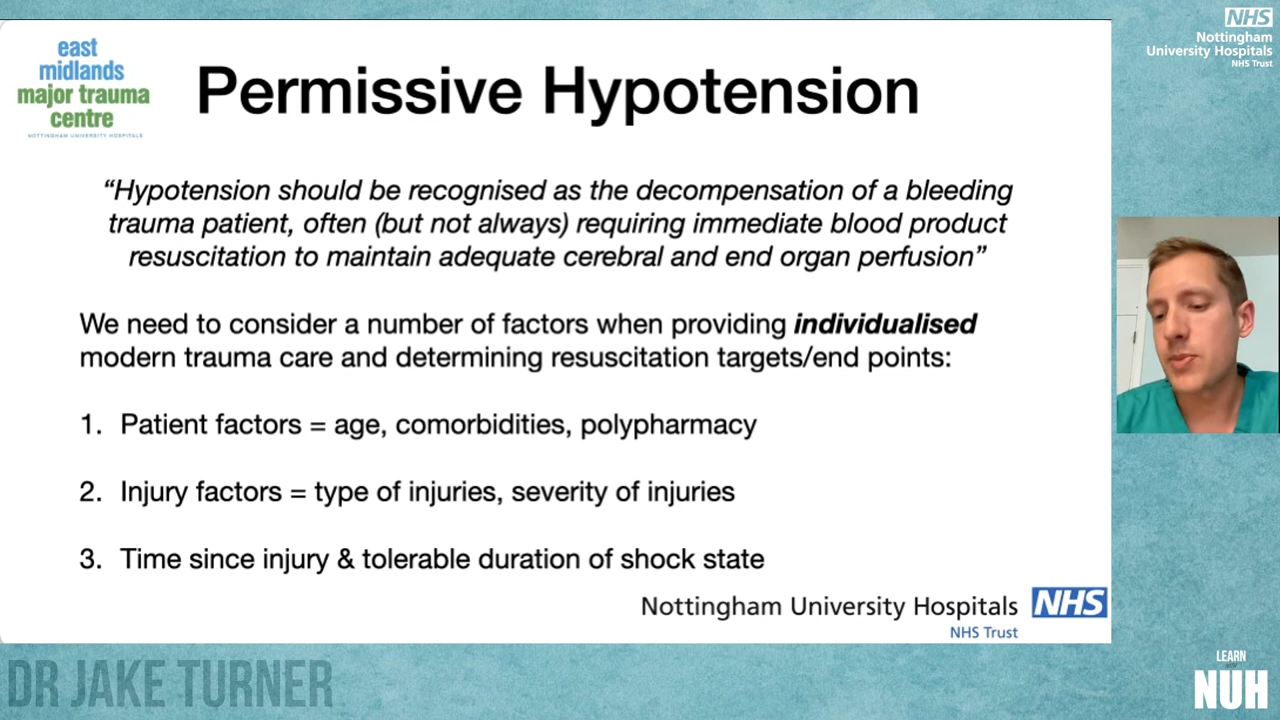 east
midlands
major trauma
centre
NOTTINGHAM UNIVERSITY HOSPITALS
Permissive Hypotension
“Hypotension should be recognised as the decompensation of a bleeding
trauma patient, often (but not always) requiring immediate blood product
resuscitation to maintain adequate cerebral and end organ perfusion”
We need to consider a number of factors when providing individualised
modern trauma care and determining resuscitation targets/end points:
1. Patient factors = age, comorbidities, polypharmacy
2. Injury factors = type of injuries, severity of injuries
3. Time since injury & tolerable duration of shock state
Nottingham University Hospitals NHS
NHS Trust
NHS
Nottingham
University Hospitals
NHS Trust
DR JAKE TURNER
LEARN
NUH